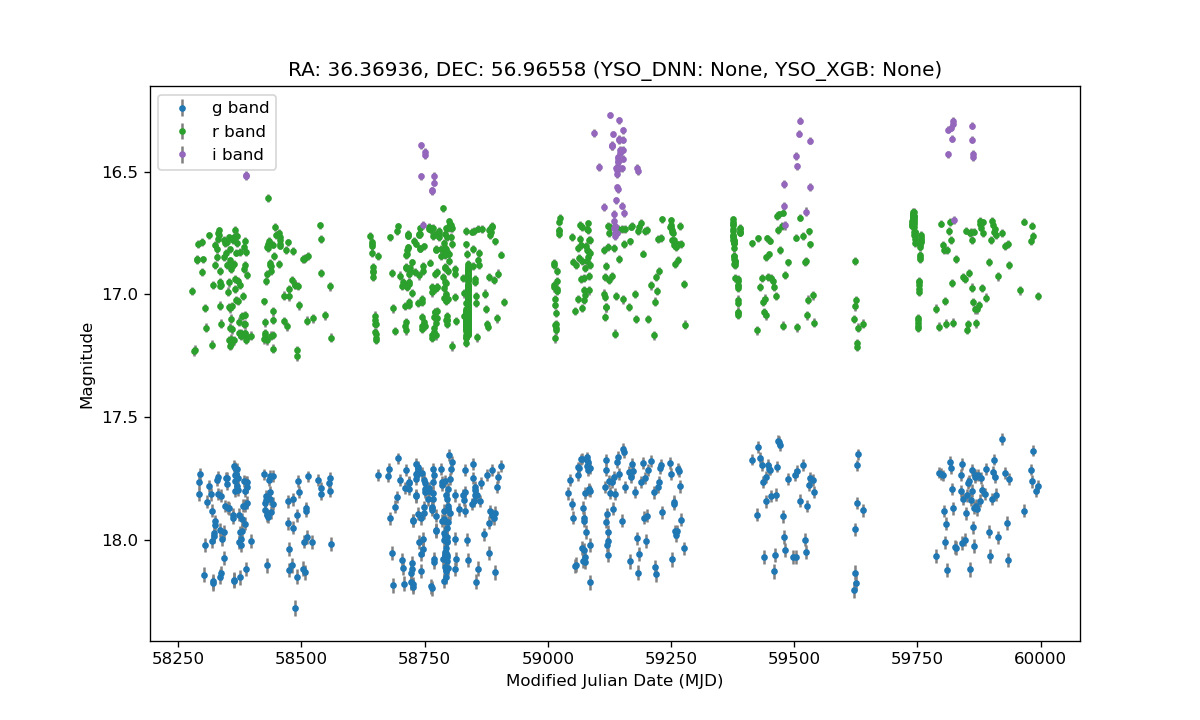 RA: 36.36936, DEC: 56.96558 (YSO_DNN: None, YSO_XGB: None)
g band
r band
i band
16.5
17.0
17.5
18.0
Magnitude
58250
58500
58750
59000
59250
59500
59750
60000
Modified Julian Date (MJD)